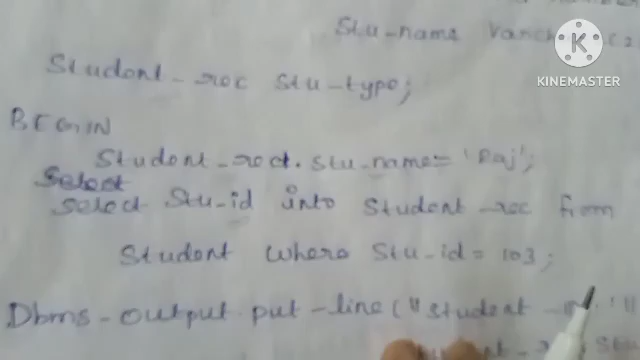 Stu-name Varch
KINEMASTER
Student-rec Stu-type;
BEGIN
Student-rect.stu-name:= 'Raj';
Select
Select Stu-id into Student-rec from
Student where Stu-id = 103;
Dbms-output.put-line("Student